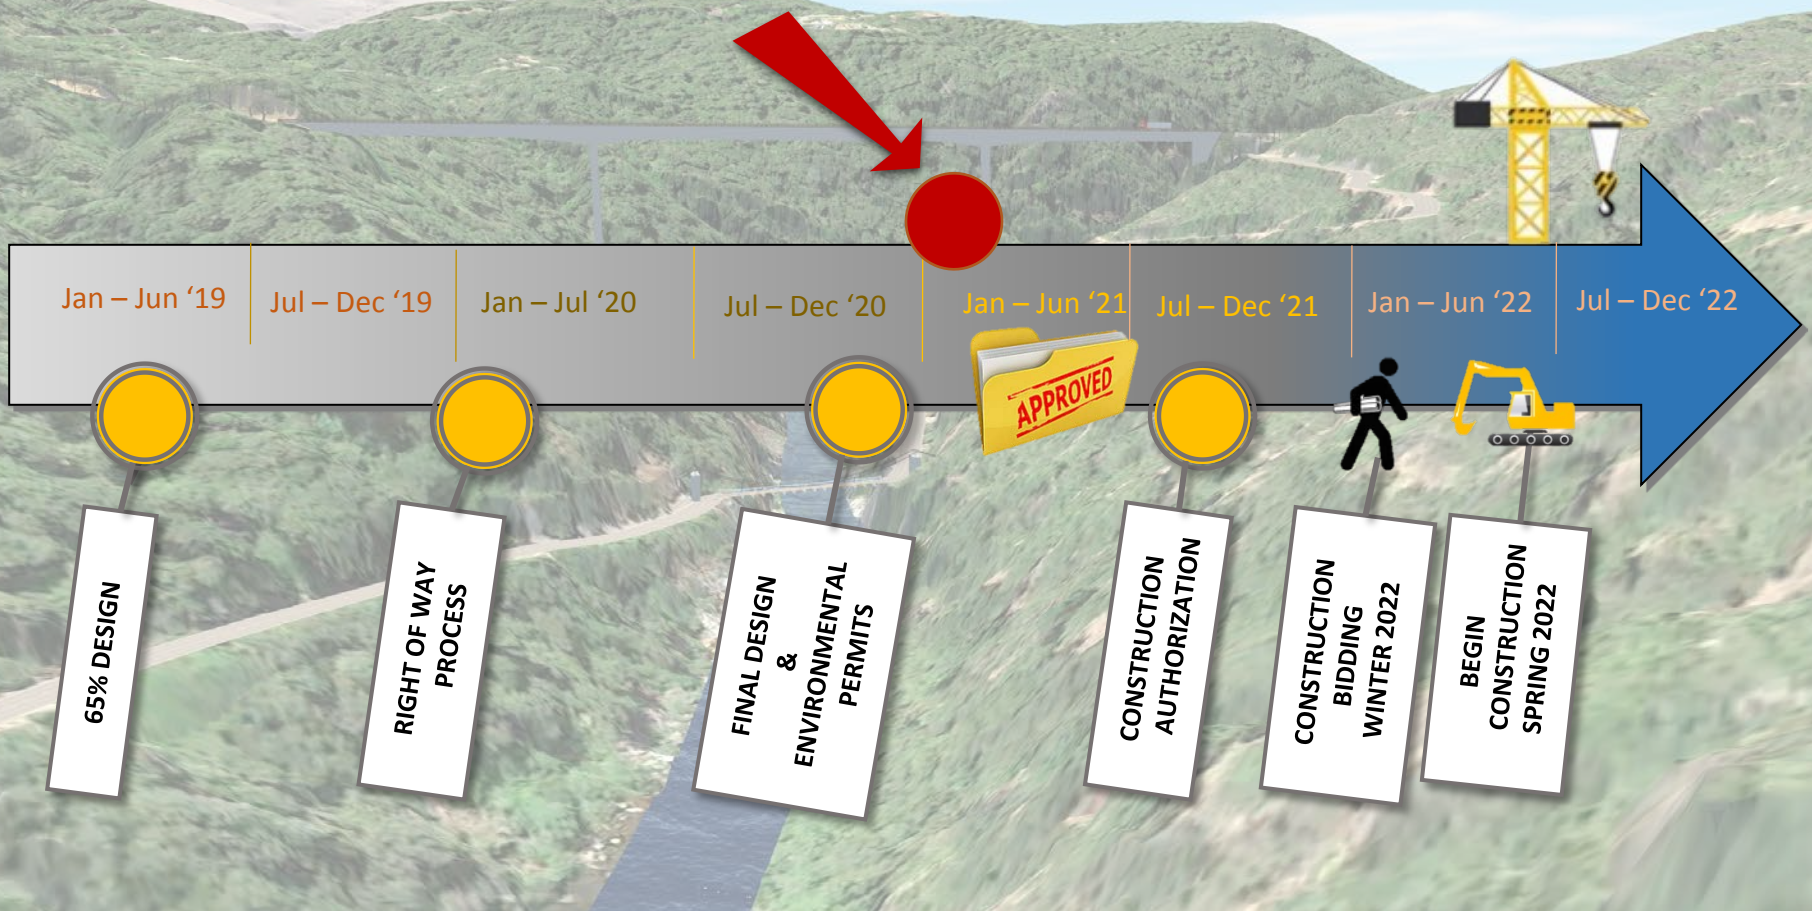 Jan – Jun ‘19
Jul – Dec ‘19
Jan – Jul ‘20
Jul – Dec ‘20
Jan – Jun ‘21
Jul – Dec ‘21
Jan – Jun ‘22
Jul – Dec ‘22
APPROVED
65% DESIGN
RIGHT OF WAY
PROCESS
FINAL DESIGN
&
ENVIRONMENTAL
PERMITS
CONSTRUCTION
AUTHORIZATION
CONSTRUCTION
BIDDING
WINTER 2022
BEGIN
CONSTRUCTION
SPRING 2022